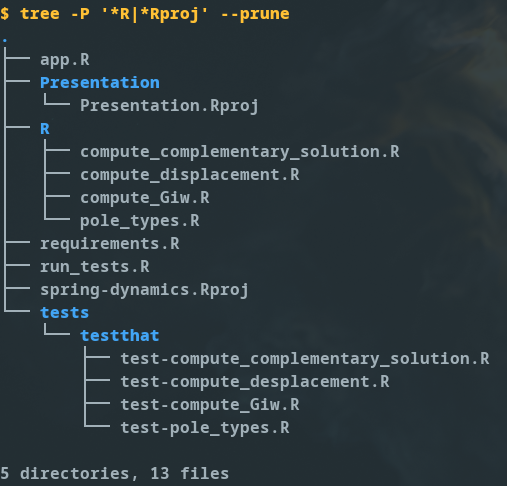 $ tree -P '*R|*Rproj' --prune
.
├── app.R
├── Presentation
│   └── Presentation.Rproj
├── R
│   ├── compute_complementary_solution.R
│   ├── compute_displacement.R
│   ├── compute_Giw.R
│   └── pole_types.R
├── requirements.R
├── run_tests.R
├── spring-dynamics.Rproj
└── tests
    └── testthat
        ├── test-compute_complementary_solution.R
        ├── test-compute_desplacement.R
        ├── test-compute_Giw.R
        └── test-pole_types.R
5 directories, 13 files